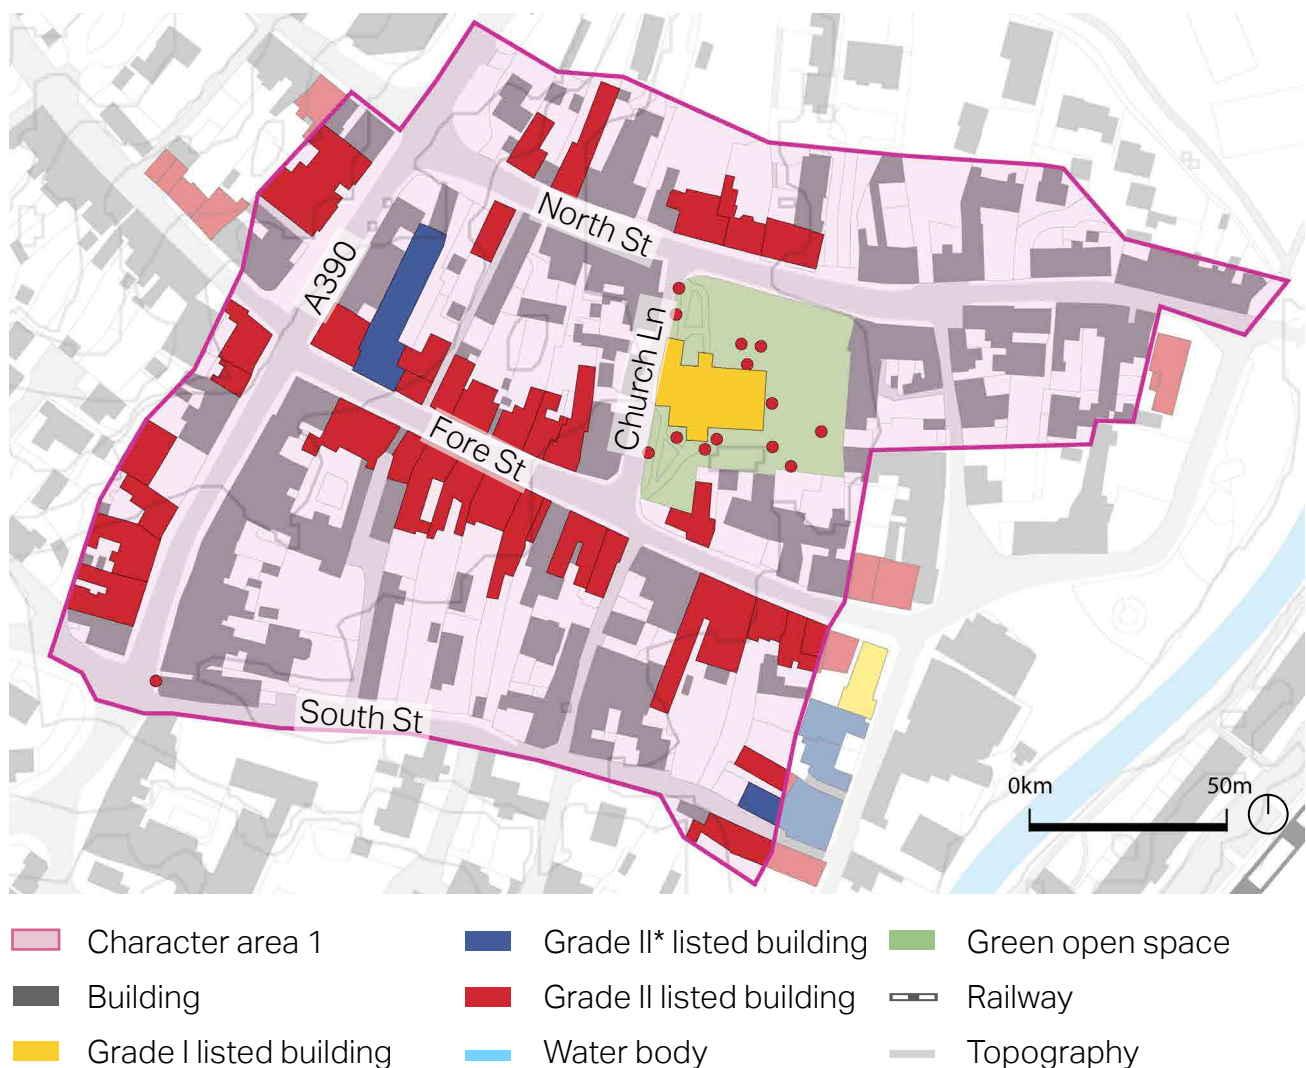 North St
A390
Church Ln
Fore St
South St
0km 50m
Character area 1
Building
Grade I listed building
Grade II* listed building
Grade II listed building
Water body
Green open space
Railway
Topography